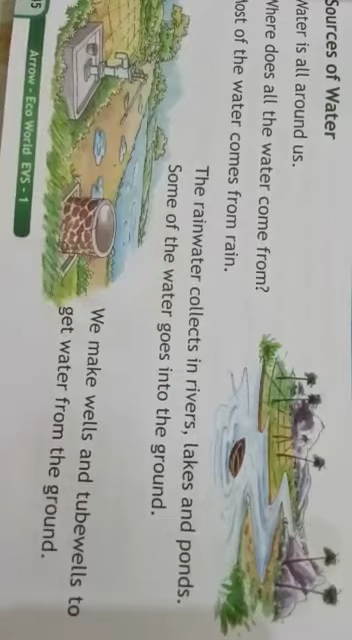 Sources of Water
Water is all around us.
Where does all the water come from?
Most of the water comes from rain.
The rainwater collects in rivers, lakes and ponds.
Some of the water goes into the ground.
We make wells and tubewells to
get water from the ground.
Arrow - Eco World EVS - 1